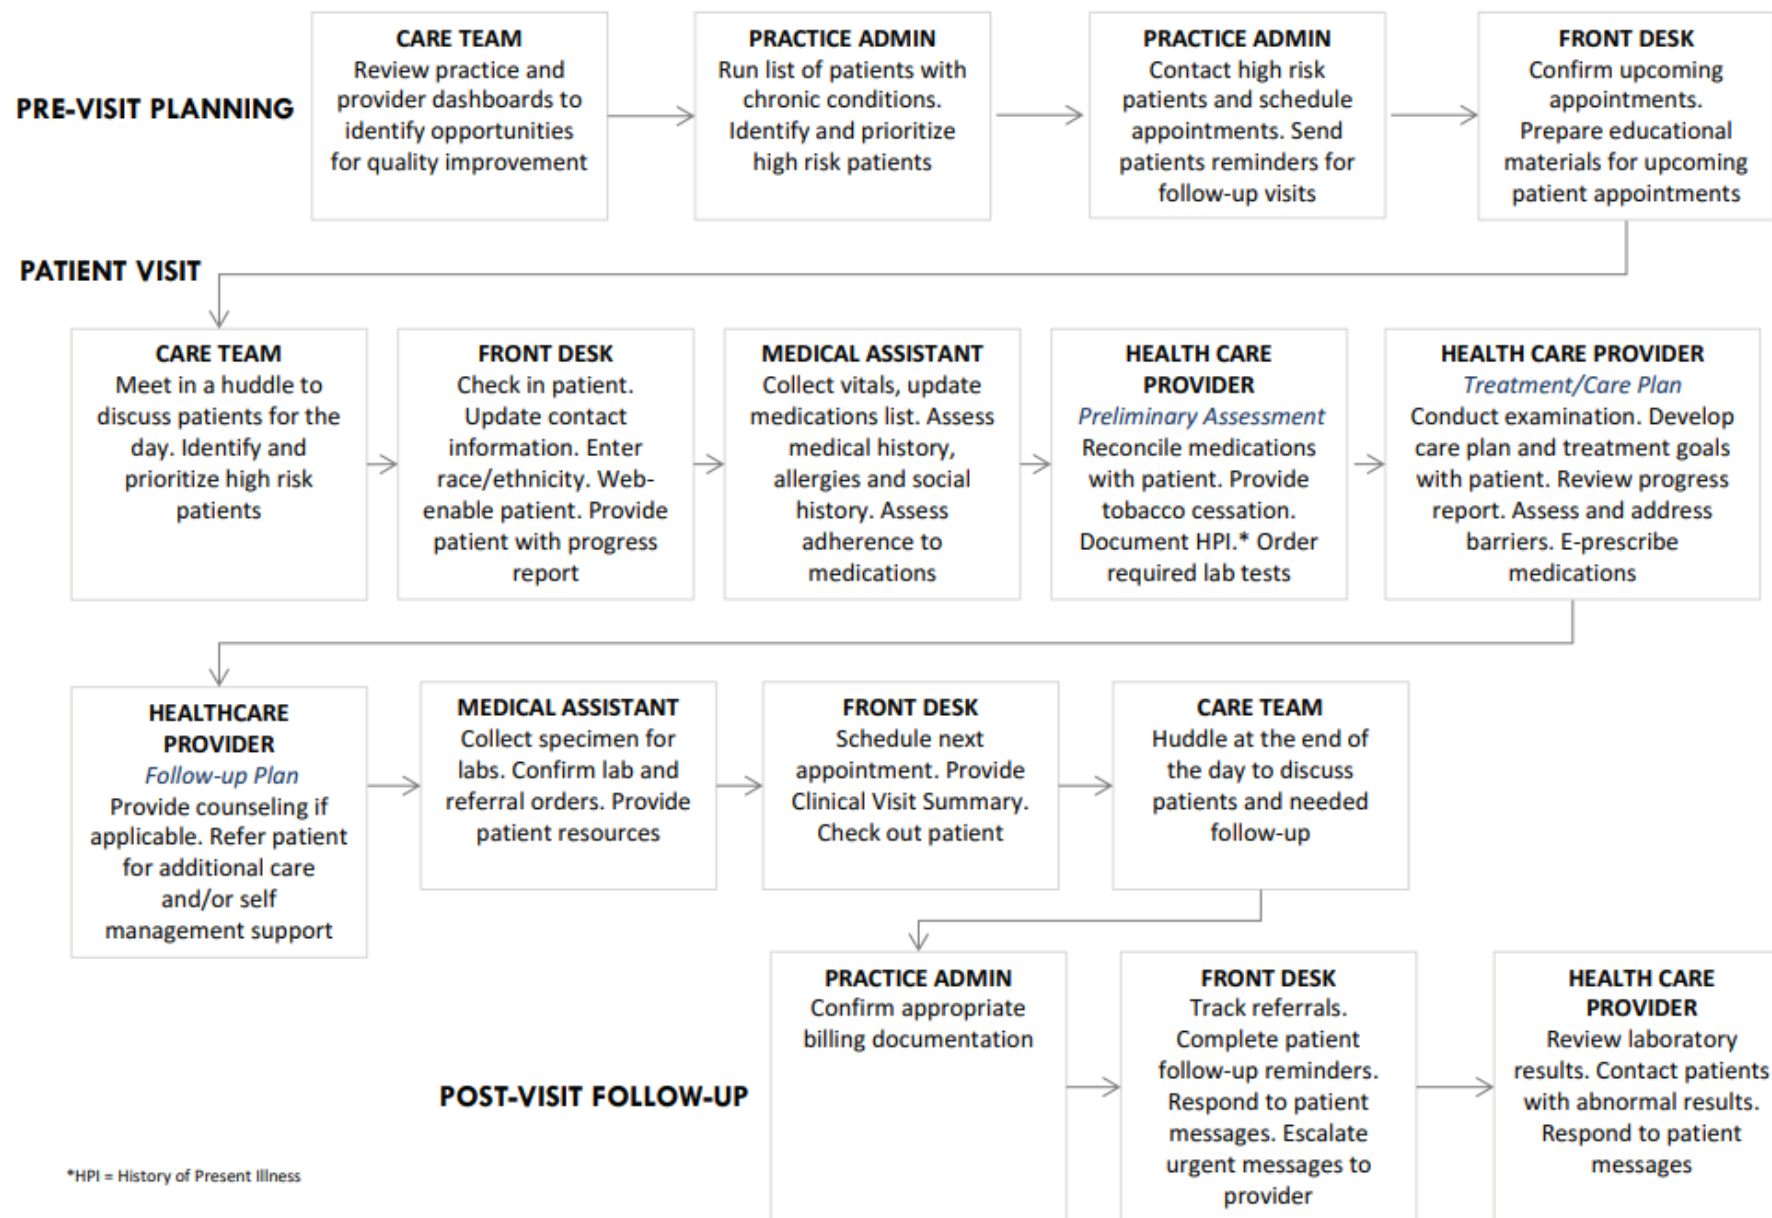 PRE-VISIT PLANNING
CARE TEAM
Review practice and
provider dashboards to
identify opportunities
for quality improvement
PRACTICE ADMIN
Run list of patients with
chronic conditions.
Identify and prioritize
high risk patients
PRACTICE ADMIN
Contact high risk
patients and schedule
appointments. Send
patients reminders for
follow-up visits
FRONT DESK
Confirm upcoming
appointments.
Prepare educational
materials for upcoming
patient appointments
PATIENT VISIT
CARE TEAM
Meet in a huddle to
discuss patients for the
day. Identify and
prioritize high risk
patients
FRONT DESK
Check in patient.
Update contact
information. Enter
race/ethnicity. Web-
enable patient. Provide
patient with progress
report
MEDICAL ASSISTANT
Collect vitals, update
medications list. Assess
medical history,
allergies and social
history. Assess
adherence to
medications
HEALTH CARE
PROVIDER
Preliminary Assessment
Reconcile medications
with patient. Provide
tobacco cessation.
Document HPI.* Order
required lab tests
HEALTH CARE PROVIDER
Treatment/Care Plan
Conduct examination. Develop
care plan and treatment goals
with patient. Review progress
report. Assess and address
barriers. E-prescribe
medications
HEALTHCARE
PROVIDER
Follow-up Plan
Provide counseling if
applicable. Refer patient
for additional care
and/or self
management support
MEDICAL ASSISTANT
Collect specimen for
labs. Confirm lab and
referral orders. Provide
patient resources
FRONT DESK
Schedule next
appointment. Provide
Clinical Visit Summary.
Check out patient
CARE TEAM
Huddle at the end of
the day to discuss
patients and needed
follow-up
POST-VISIT FOLLOW-UP
PRACTICE ADMIN
Confirm appropriate
billing documentation
FRONT DESK
Track referrals.
Complete patient
follow-up reminders.
Respond to patient
messages. Escalate
urgent messages to
provider
HEALTH CARE
PROVIDER
Review laboratory
results. Contact patients
with abnormal results.
Respond to patient
messages
*HPI = History of Present Illness